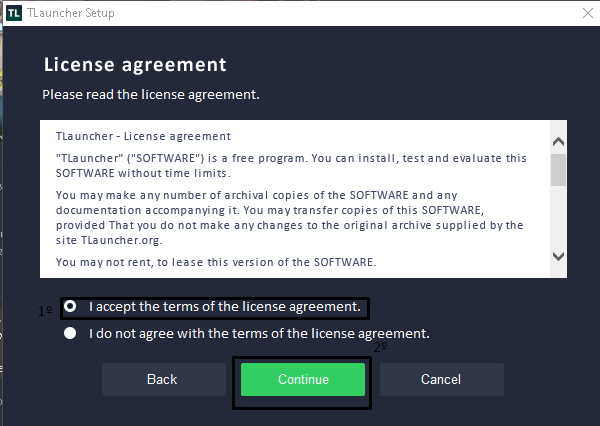 TL TLauncher Setup
License agreement
Please read the license agreement.
TLauncher - License agreement
"TLauncher" ("SOFTWARE") is a free program. You can install, test and evaluate this
SOFTWARE without time limits.
You may make any number of archival copies of the SOFTWARE and any
documentation accompanying it. You may transfer copies of this SOFTWARE,
provided That you do not make any changes to the original archive supplied by the
site TLauncher.org.
You may not rent, to lease this version of the SOFTWARE.
1º I accept the terms of the license agreement.
I do not agree with the terms of the license agreement.
2º
Back Continue Cancel